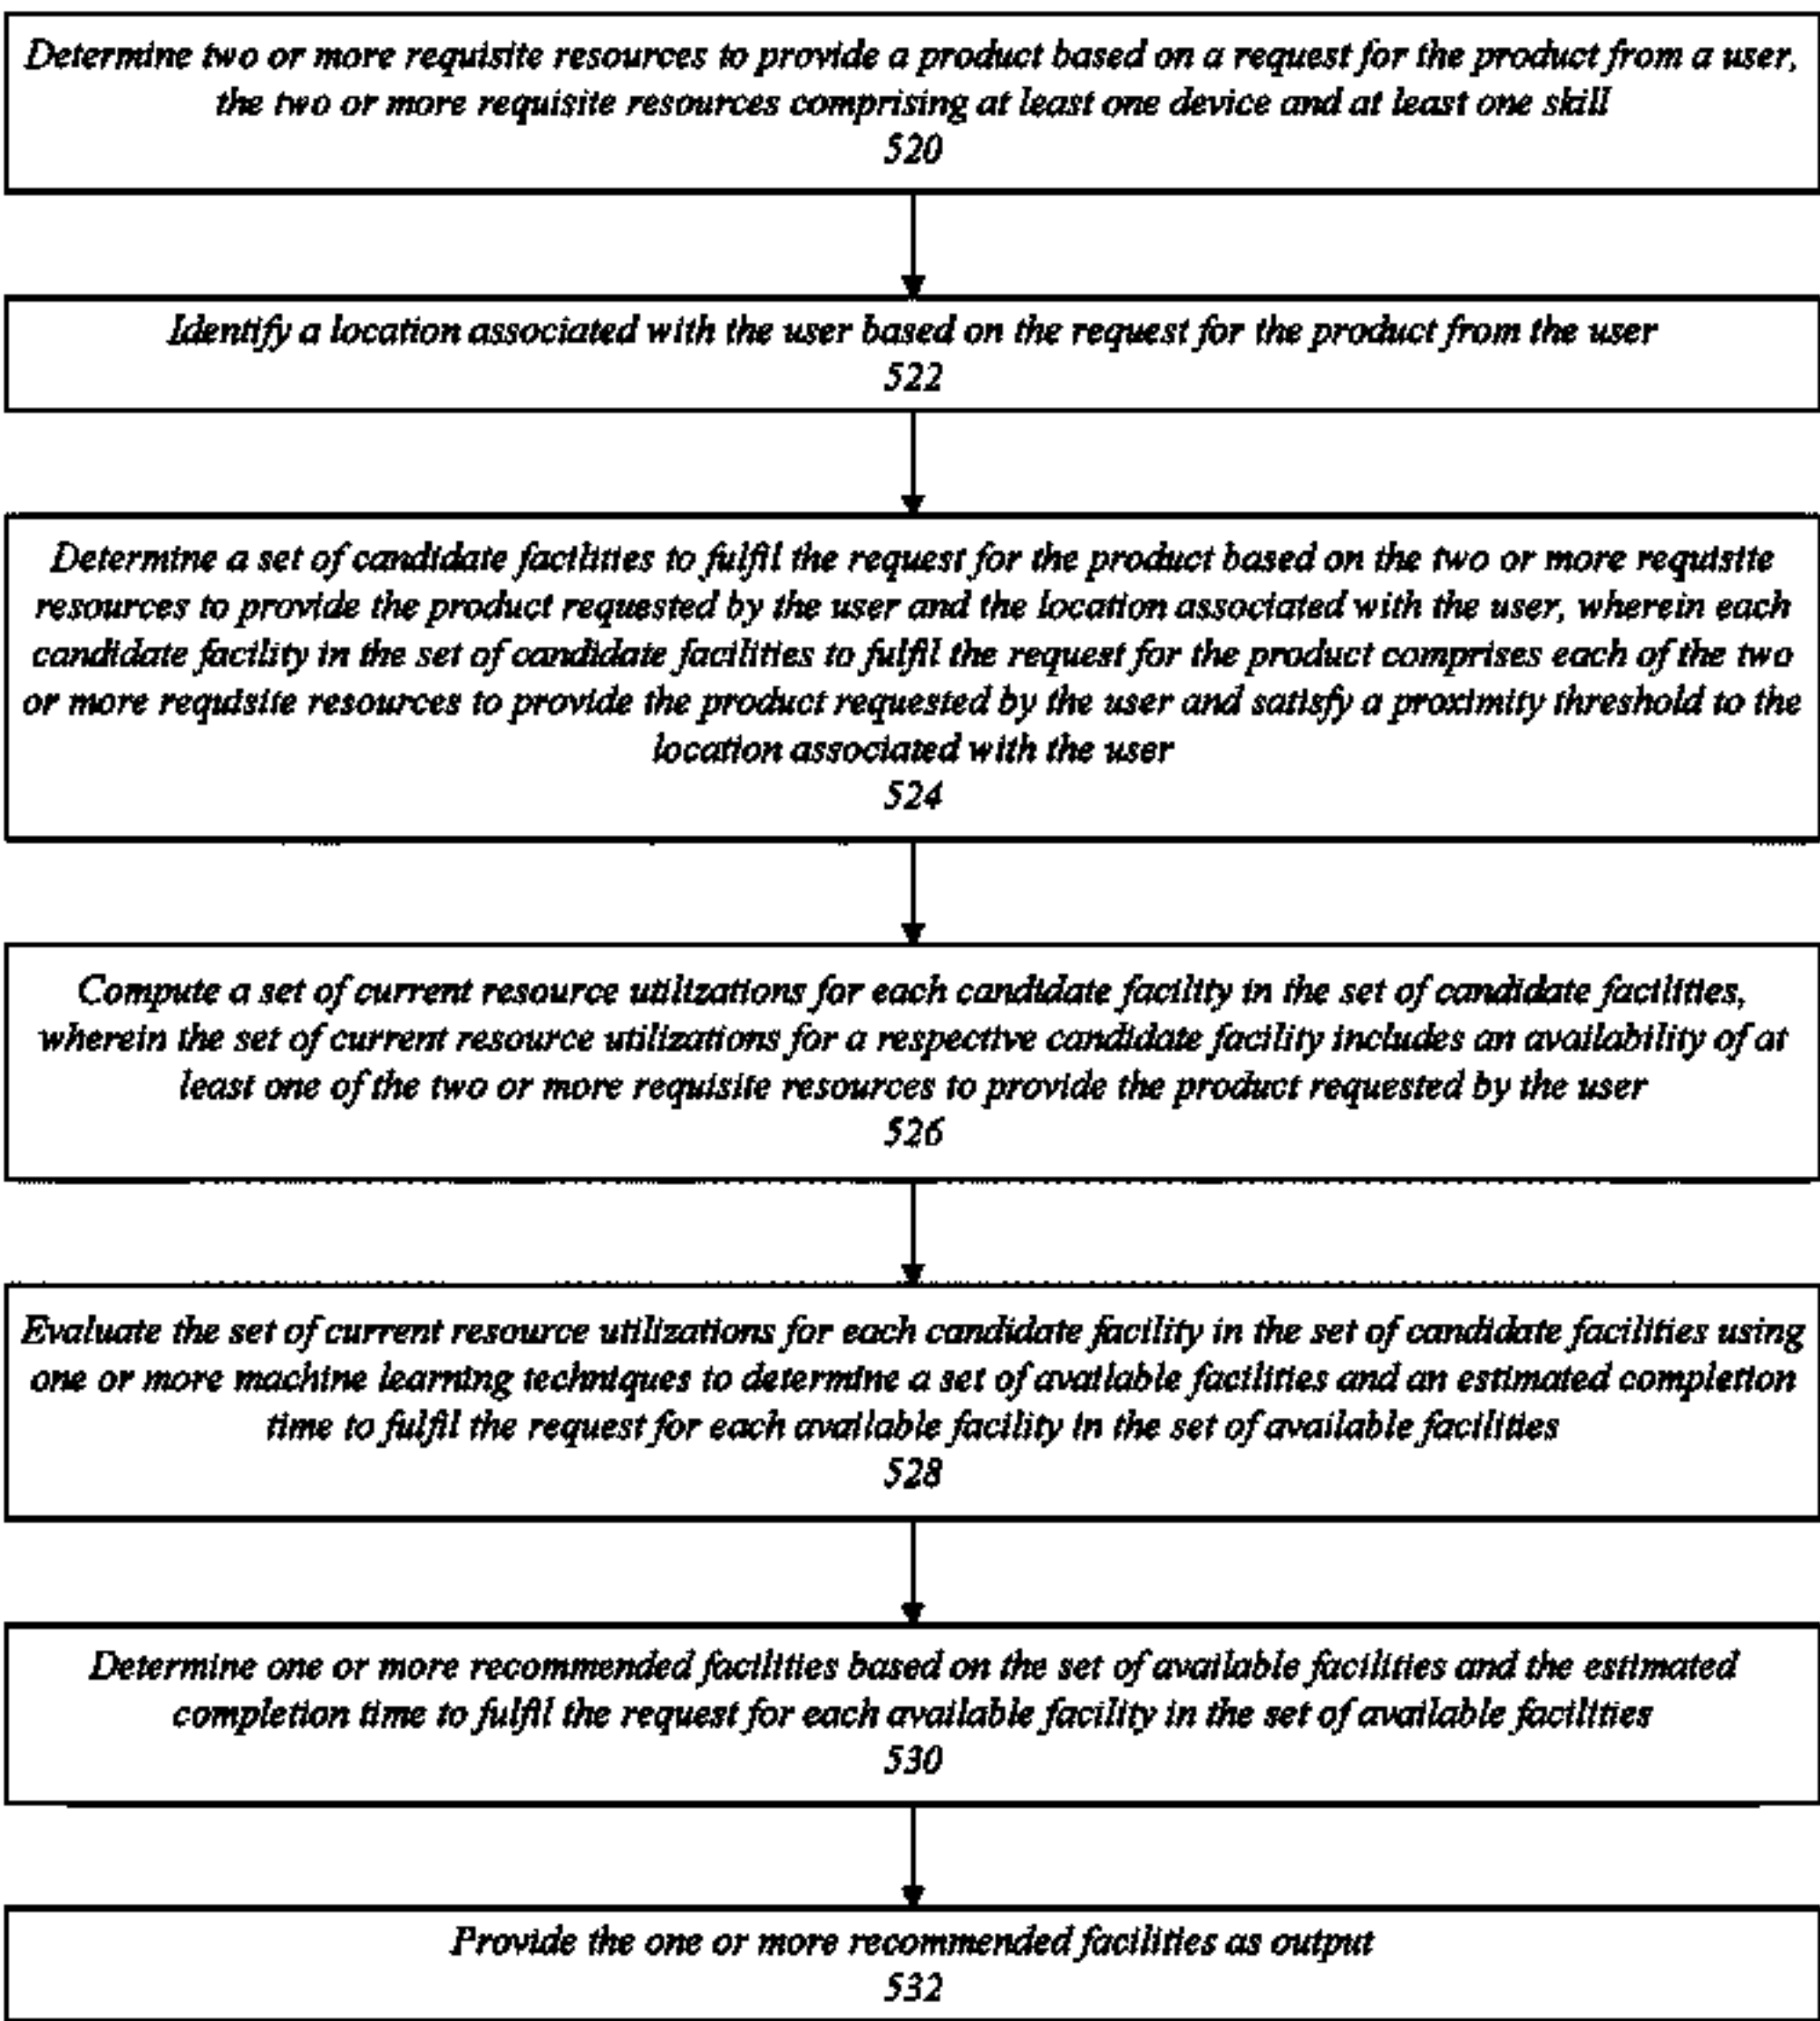 Determine two or more requisite resources to provide a product based on a request for the product from a user,
the two or more requisite resources comprising at least one device and at least one skill
520
Identify a location associated with the user based on the request for the product from the user
522
Determine a set of candidate facilities to fulfil the request for the product based on the two or more requisite
resources to provide the product requested by the user and the location associated with the user, wherein each
candidate facility in the set of candidate facilities to fulfil the request for the product comprises each of the two
or more requisite resources to provide the product requested by the user and satisfy a proximity threshold to the
location associated with the user
524
Compute a set of current resource utilizations for each candidate facility in the set of candidate facilities,
wherein the set of current resource utilizations for a respective candidate facility includes an availability of at
least one of the two or more requisite resources to provide the product requested by the user
526
Evaluate the set of current resource utilizations for each candidate facility in the set of candidate facilities using
one or more machine learning techniques to determine a set of available facilities and an estimated completion
time to fulfil the request for each available facility in the set of available facilities
528
Determine one or more recommended facilities based on the set of available facilities and the estimated
completion time to fulfil the request for each available facility in the set of available facilities
530
Provide the one or more recommended facilities as output
532